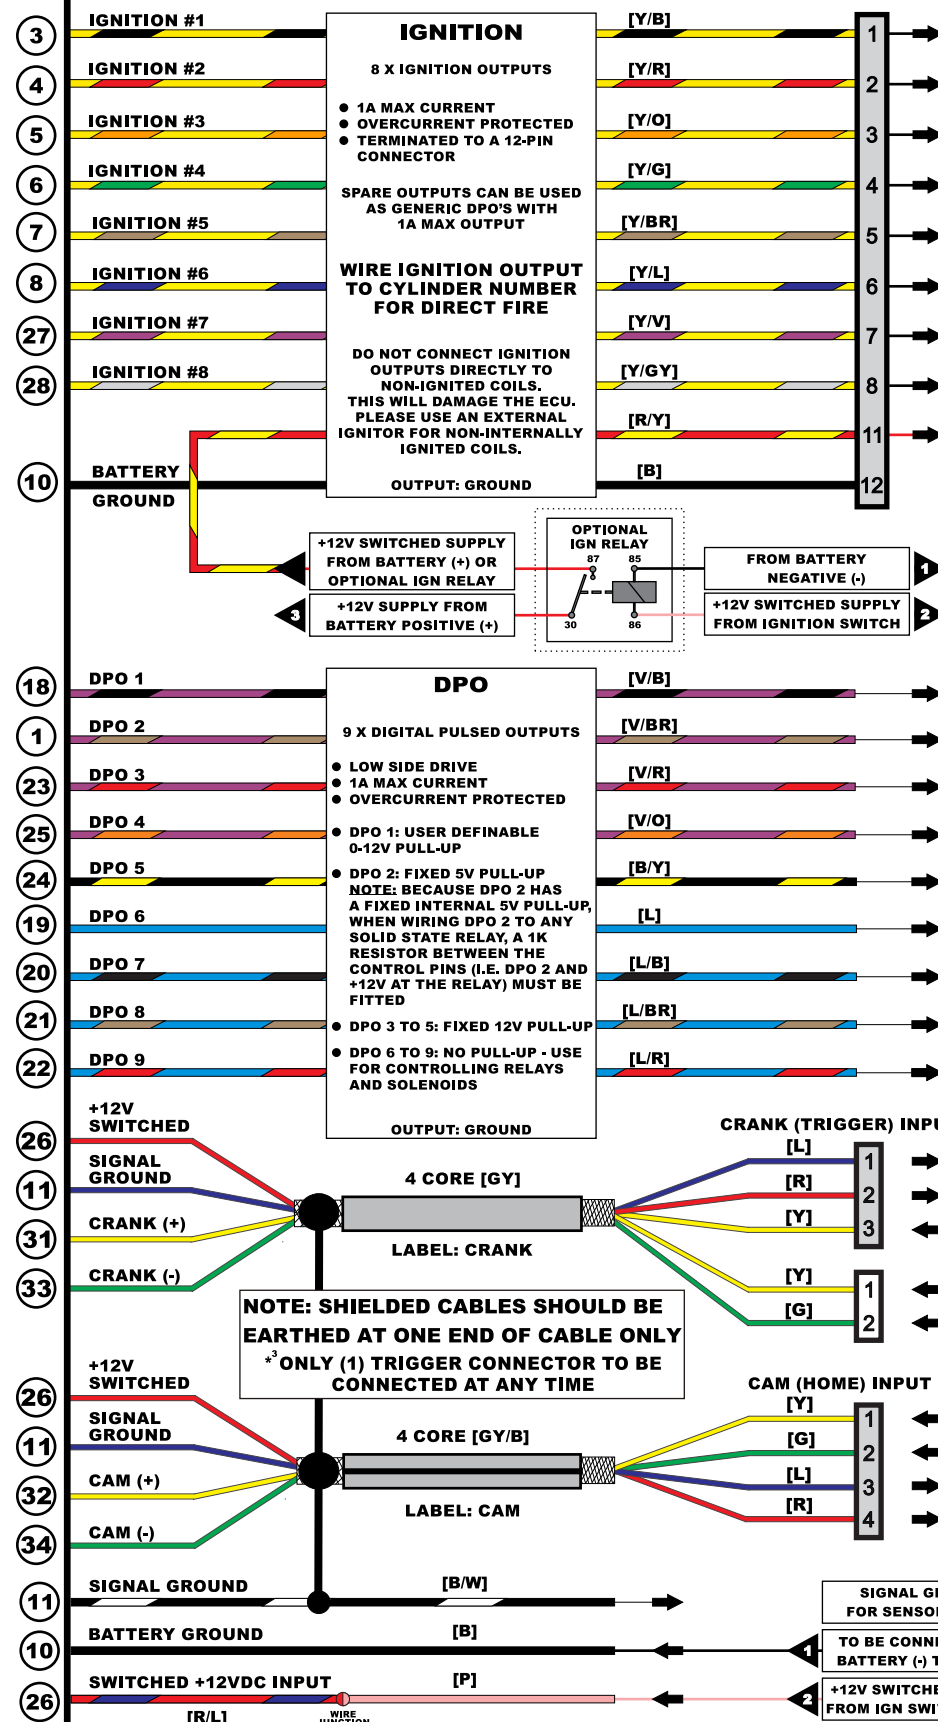 IGNITION #1
3
[Y/B]
1
IGNITION
IGNITION #2
4
8 X IGNITION OUTPUTS
[Y/R]
2
● 1A MAX CURRENT
● OVERCURRENT PROTECTED
● TERMINATED TO A 12-PIN
CONNECTOR
IGNITION #3
5
[Y/O]
3
IGNITION #4
6
[Y/G]
4
SPARE OUTPUTS CAN BE USED
AS GENERIC DPO'S WITH
1A MAX OUTPUT
IGNITION #5
7
[Y/BR]
5
WIRE IGNITION OUTPUT
TO CYLINDER NUMBER
FOR DIRECT FIRE
IGNITION #6
8
[Y/L]
6
IGNITION #7
27
[Y/V]
7
DO NOT CONNECT IGNITION
OUTPUTS DIRECTLY TO
NON-IGNITED COILS.
THIS WILL DAMAGE THE ECU.
PLEASE USE AN EXTERNAL
IGNITOR FOR NON-INTERNALLY
IGNITED COILS.
IGNITION #8
28
[Y/GY]
8
[R/Y]
11
BATTERY
GROUND
10
OUTPUT: GROUND
[B]
12
+12V SWITCHED SUPPLY
FROM BATTERY (+) OR
OPTIONAL IGN RELAY
3
+12V SUPPLY FROM
BATTERY POSITIVE (+)
OPTIONAL
IGN RELAY
87 85
30 86
FROM BATTERY
NEGATIVE (-)
1
+12V SWITCHED SUPPLY
FROM IGNITION SWITCH
2
18
DPO 1
[V/B]
DPO
1
DPO 2
[V/BR]
9 X DIGITAL PULSED OUTPUTS
● LOW SIDE DRIVE
● 1A MAX CURRENT
● OVERCURRENT PROTECTED
23
DPO 3
[V/R]
25
DPO 4
[V/O]
● DPO 1: USER DEFINABLE
0-12V PULL-UP
24
DPO 5
[B/Y]
● DPO 2: FIXED 5V PULL-UP
NOTE: BECAUSE DPO 2 HAS
A FIXED INTERNAL 5V PULL-UP,
WHEN WIRING DPO 2 TO ANY
SOLID STATE RELAY, A 1K
RESISTOR BETWEEN THE
CONTROL PINS (I.E. DPO 2 AND
+12V AT THE RELAY) MUST BE
FITTED
19
DPO 6
[L]
20
DPO 7
[L/B]
21
DPO 8
[L/BR]
● DPO 3 TO 5: FIXED 12V PULL-UP
● DPO 6 TO 9: NO PULL-UP - USE
FOR CONTROLLING RELAYS
AND SOLENOIDS
22
DPO 9
[L/R]
OUTPUT: GROUND
+12V
SWITCHED
26
SIGNAL
GROUND
11
CRANK (+)
31
CRANK (-)
33
4 CORE [GY]
LABEL: CRANK
CRANK (TRIGGER) INPU
[L]
1
[R]
2
[Y]
3
[Y]
1
[G]
2
NOTE: SHIELDED CABLES SHOULD BE
EARTHED AT ONE END OF CABLE ONLY
*3 ONLY (1) TRIGGER CONNECTOR TO BE
CONNECTED AT ANY TIME
+12V
SWITCHED
26
SIGNAL
GROUND
11
CAM (+)
32
CAM (-)
34
4 CORE [GY/B]
LABEL: CAM
CAM (HOME) INPUT
[Y]
1
[G]
2
[L]
3
[R]
4
11
SIGNAL GROUND
[B/W]
SIGNAL G
FOR SENSO
10
BATTERY GROUND
[B]
1
TO BE CONN
BATTERY (-) T
26
SWITCHED +12VDC INPUT
[R/L]
WIRE
JUNCTION
[P]
2
+12V SWITCHE
FROM IGN SWI